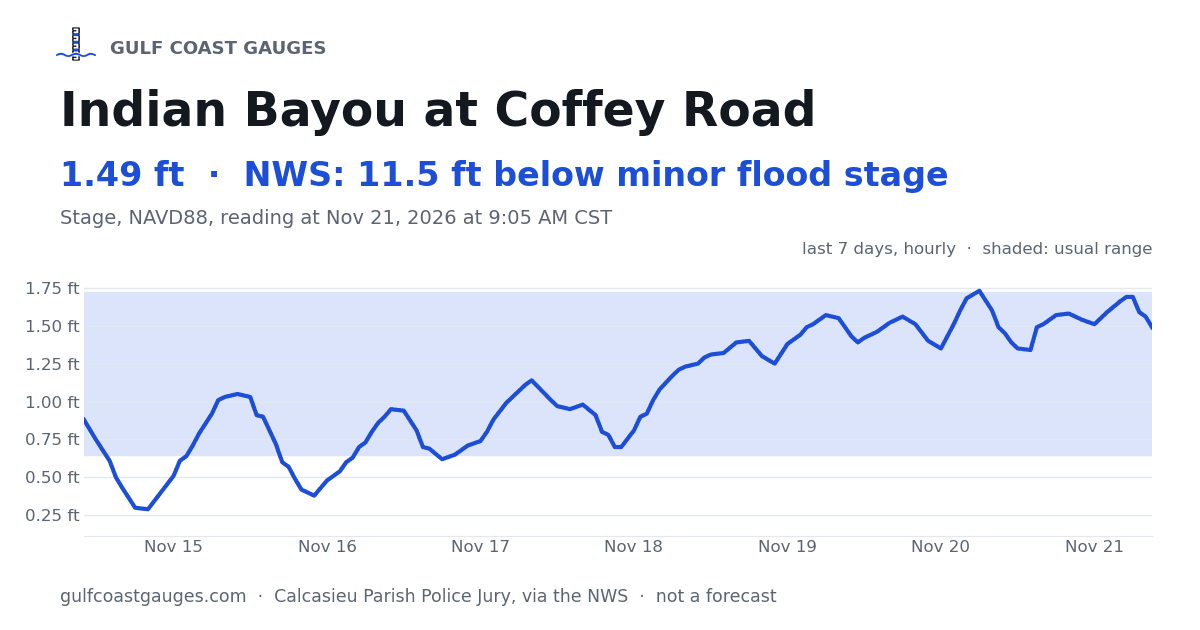 GULF COAST GAUGES
Indian Bayou at Coffey Road
1.49 ft · NWS: 11.5 ft below minor flood stage
Stage, NAVD88, reading at Nov 21, 2026 at 9:05 AM CST
last 7 days, hourly · shaded: usual range
1.75 ft
1.50 ft
1.25 ft
1.00 ft
0.75 ft
0.50 ft
0.25 ft
Nov 15 Nov 16 Nov 17 Nov 18 Nov 19 Nov 20 Nov 21
gulfcoastgauges.com · Calcasieu Parish Police Jury, via the NWS · not a forecast